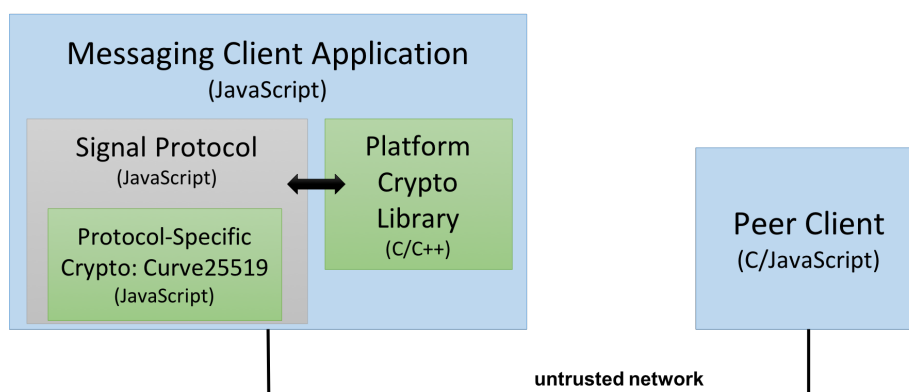 Messaging Client Application
(JavaScript)
Signal Protocol
(JavaScript)
Protocol-Specific
Crypto: Curve25519
(JavaScript)
Platform
Crypto
Library
(C/C++)
Peer Client
(C/JavaScript)
untrusted network